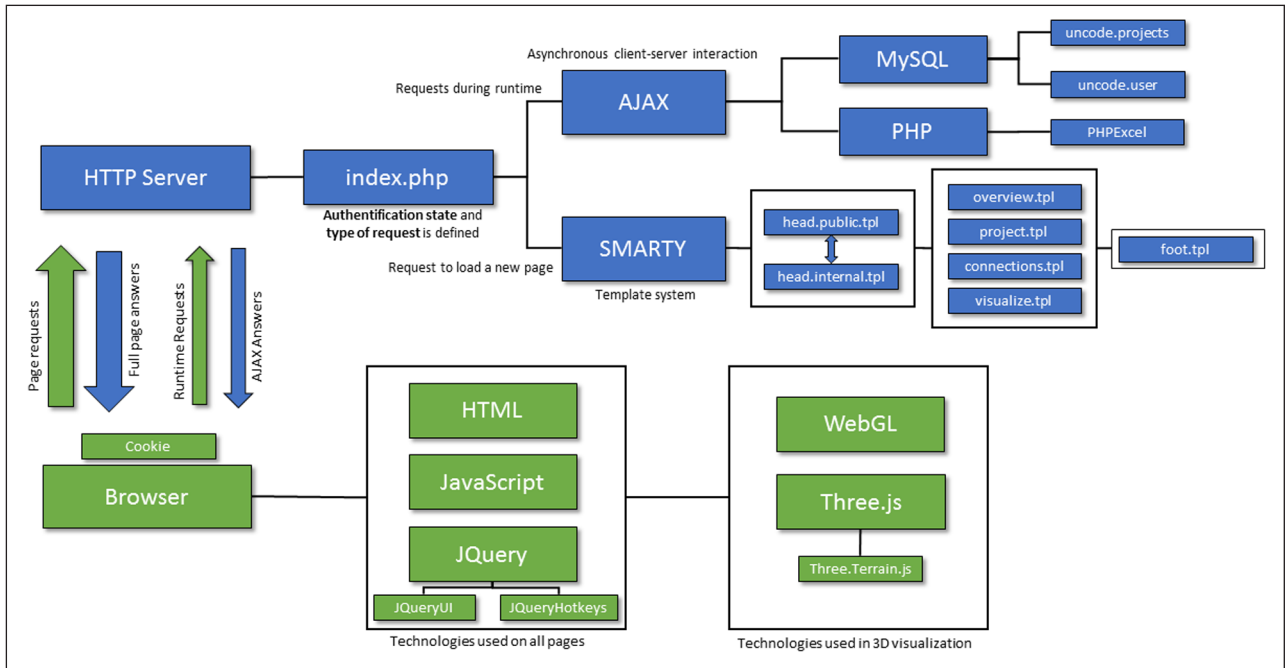 Asynchronous client-server interaction
Requests during runtime
AJAX
MySQL
uncode.projects
uncode.user
PHP
PHPExcel
HTTP Server
index.php
Authentification state and
type of request is defined
Request to load a new page
SMARTY
Template system
head.public.tpl
head.internal.tpl
overview.tpl
project.tpl
connections.tpl
visualize.tpl
foot.tpl
Page requests
Full page answers
Runtime Requests
AJAX Answers
Cookie
Browser
HTML
JavaScript
JQuery
JQueryUI
JQueryHotkeys
Technologies used on all pages
WebGL
Three.js
Three.Terrain.js
Technologies used in 3D visualization